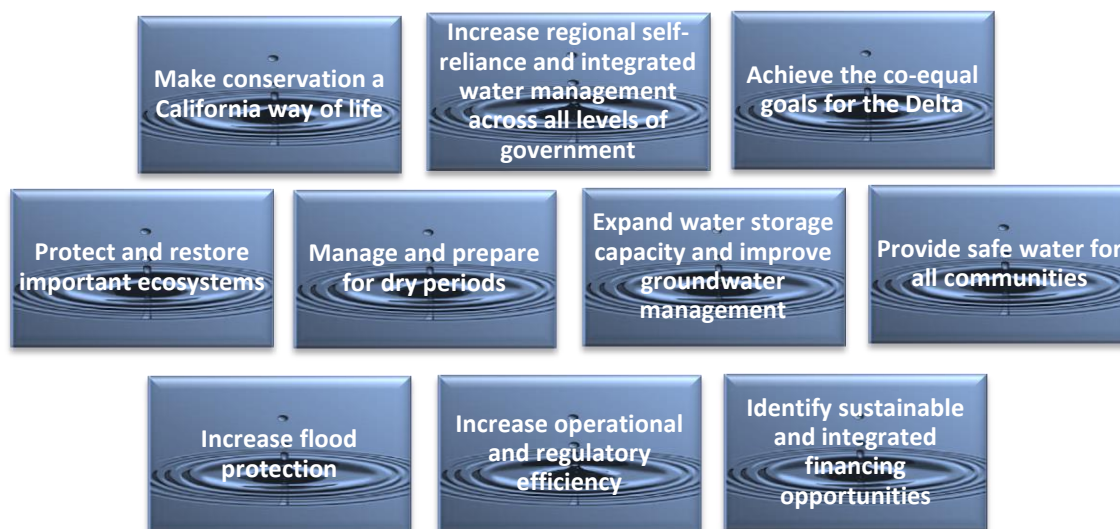 Make conservation a
California way of life
Increase regional self-
reliance and integrated
water management
across all levels of
government
Achieve the co-equal
goals for the Delta
Protect and restore
important ecosystems
Manage and prepare
for dry periods
Expand water storage
capacity and improve
groundwater
management
Provide safe water for
all communities
Increase flood
protection
Increase operational
and regulatory
efficiency
Identify sustainable
and integrated
financing
opportunities